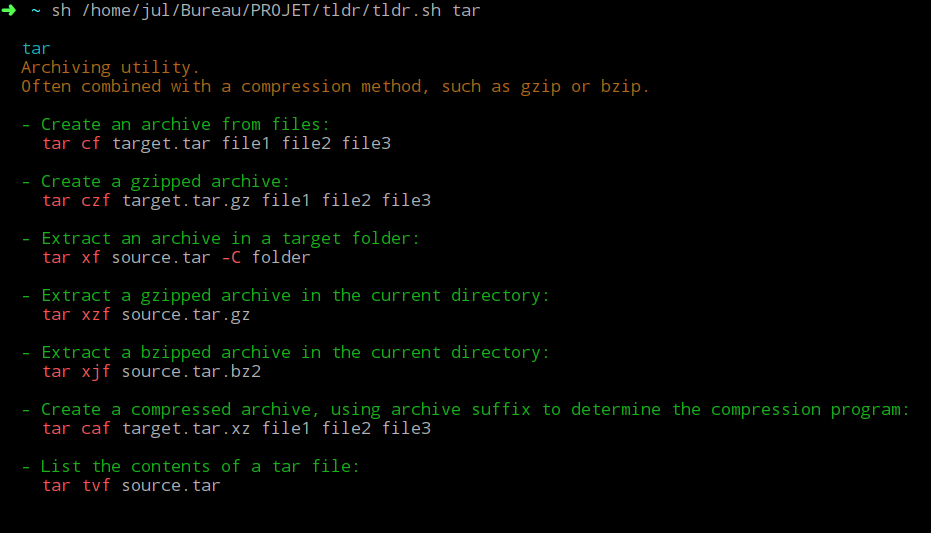 ➜ ~ sh /home/jul/Bureau/PROJET/tldr/tldr.sh tar
tar
Archiving utility.
Often combined with a compression method, such as gzip or bzip.
- Create an archive from files:
tar cf target.tar file1 file2 file3
- Create a gzipped archive:
tar czf target.tar.gz file1 file2 file3
- Extract an archive in a target folder:
tar xf source.tar -C folder
- Extract a gzipped archive in the current directory:
tar xzf source.tar.gz
- Extract a bzipped archive in the current directory:
tar xjf source.tar.bz2
- Create a compressed archive, using archive suffix to determine the compression program:
tar caf target.tar.xz file1 file2 file3
- List the contents of a tar file:
tar tvf source.tar